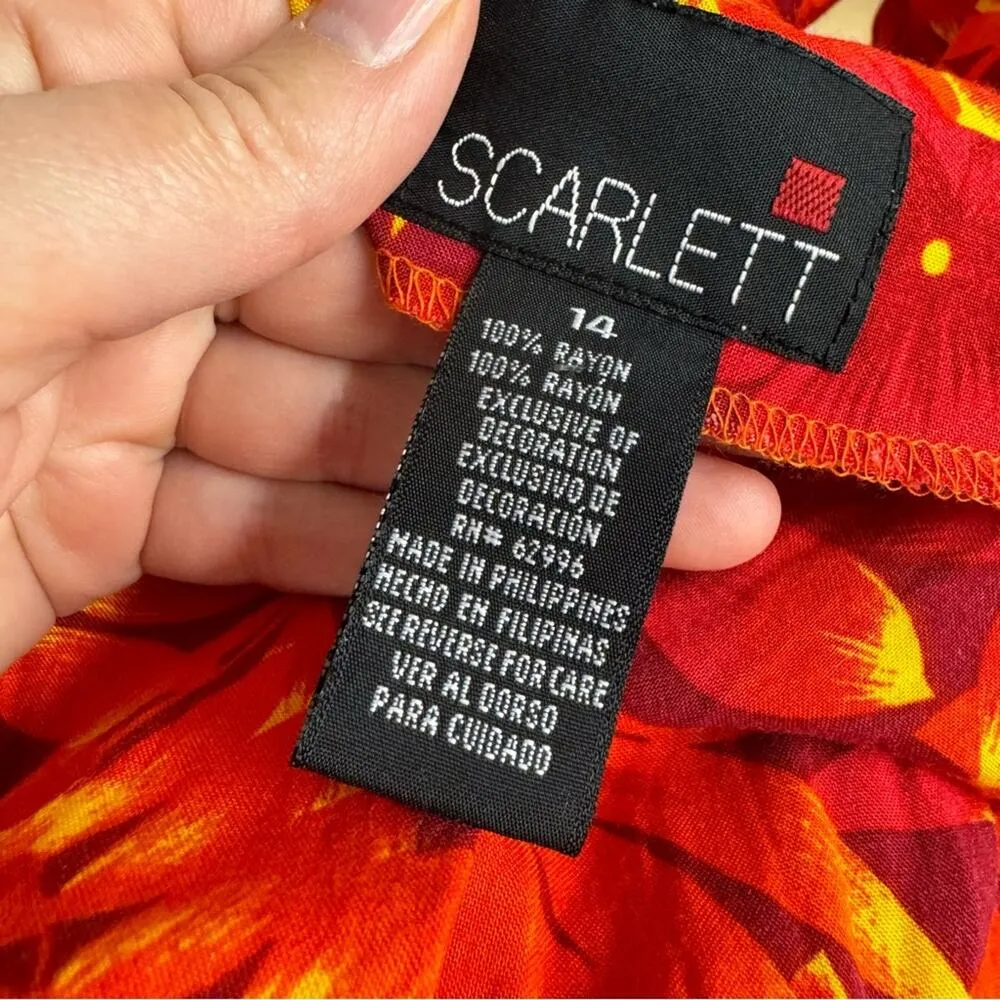 SCARLETT
14
100% RAYON
100% RAYÓN
EXCLUSIVE OF
DECORATION
EXCLUSIUO DE
DECORACIÓN
RN# 62996
MADE IN PHILIPPINES
HECHO EN FILIPINAS
SEE REVERSE FOR CARE
VER AL DORSO
PARA CUIDADO